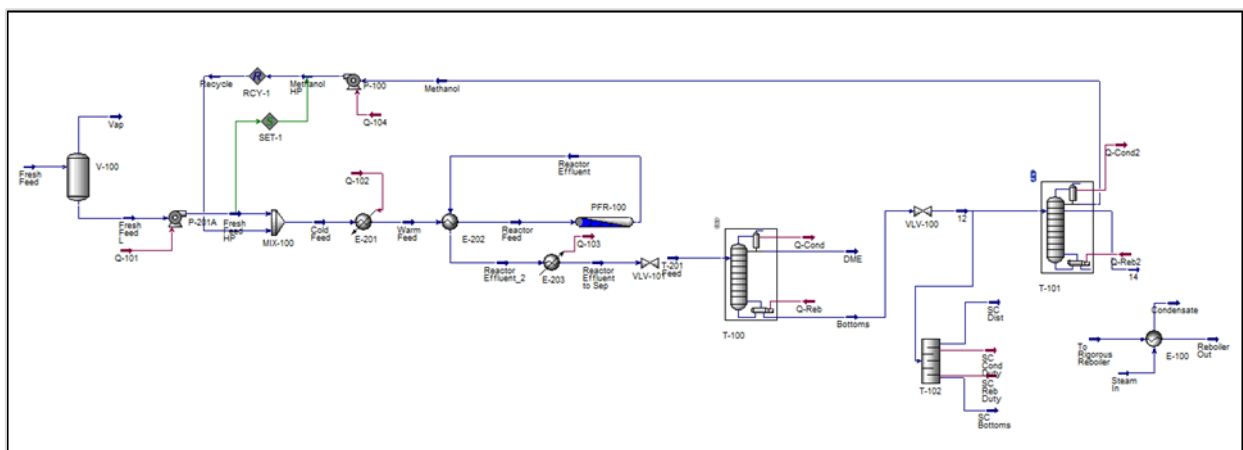 Vap
Fresh
Feed
V-100
Fresh
Feed
L
Q-101
P-201A
Fresh
Feed
HP
Recycle
RCY-1
R
Methanol
HP
P-100
Q-104
Methanol
SET-1
S
MIX-100
Cold
Feed
Q-102
E-201
Warm
Feed
E-202
Reactor
Feed
PFR-100
Reactor
Effluent
Reactor
Effluent_2
Q-103
E-203
Reactor
Effluent
to Sep
VLV-101
T-201
Feed
Q-Cond
DME
Q-Reb
T-100
Bottoms
VLV-100
12
Q-Cond2
Q-Reb2
T-101
14
SC
Dist
SC
Cond
Duty
SC
Reb
Duty
T-102
SC
Bottoms
Condensate
To
Rigorous
Reboiler
E-100
Reboiler
Out
Steam
In